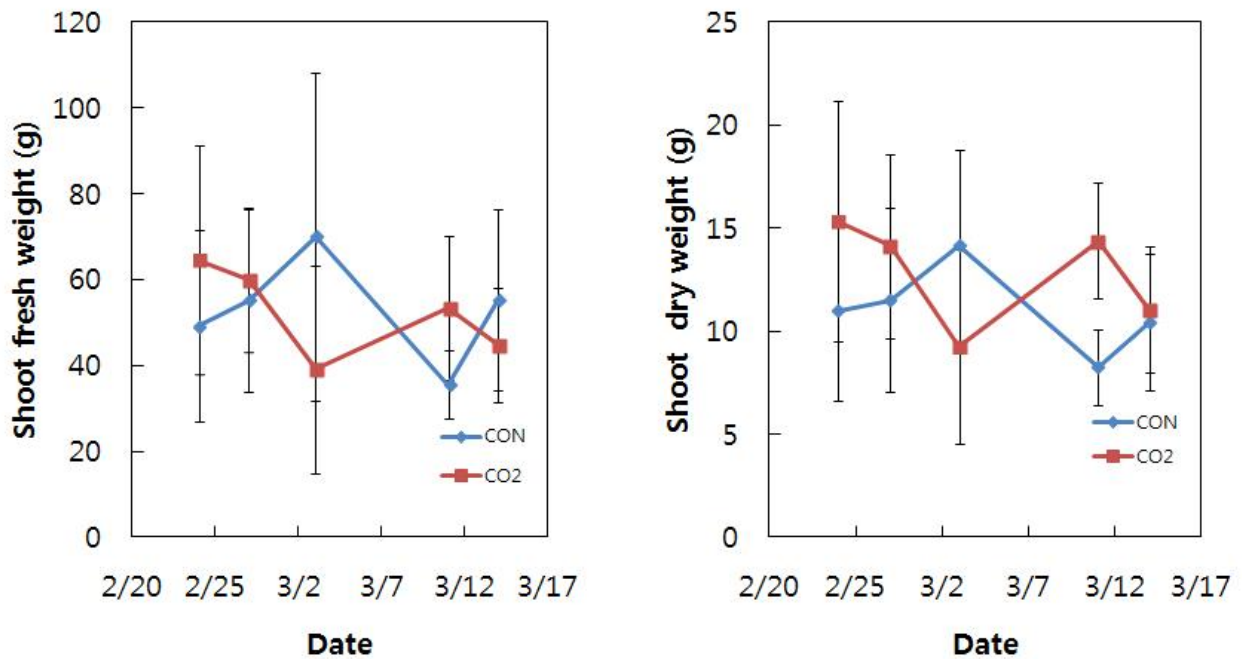 Shoot fresh weight (g)
120
100
80
60
40
20
0
2/20 2/25 3/2 3/7 3/12 3/17
Date
CON
CO2
Shoot dry weight (g)
25
20
15
10
5
0
2/20 2/25 3/2 3/7 3/12 3/17
Date
CON
CO2